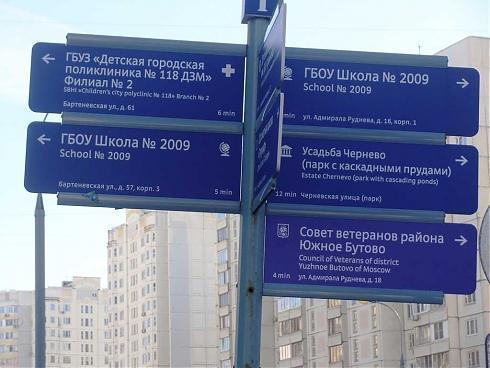 ГБУЗ «Детская городская
поликлиника № 118 ДЗМ»
Филиал № 2
SBHI «Children's city polyclinic № 118» Branch № 2
Бартеневская ул., д. 61
6 min
ГБОУ Школа № 2009
School № 2009
Бартеневская ул., д. 57, корп. 3
5 min
ГБОУ Школа № 2009
School № 2009
ул. Адмирала Руднева, д. 16, корп. 1
Усадьба Чернево
(парк с каскадными прудами)
Estate Chernevo (park with cascading ponds)
12 min
Черневская улица (парк)
Совет ветеранов района
Южное Бутово
Council of Veterans of district
Yuzhnoe Butovo of Moscow
4 min
ул. Адмирала Руднева, д. 18